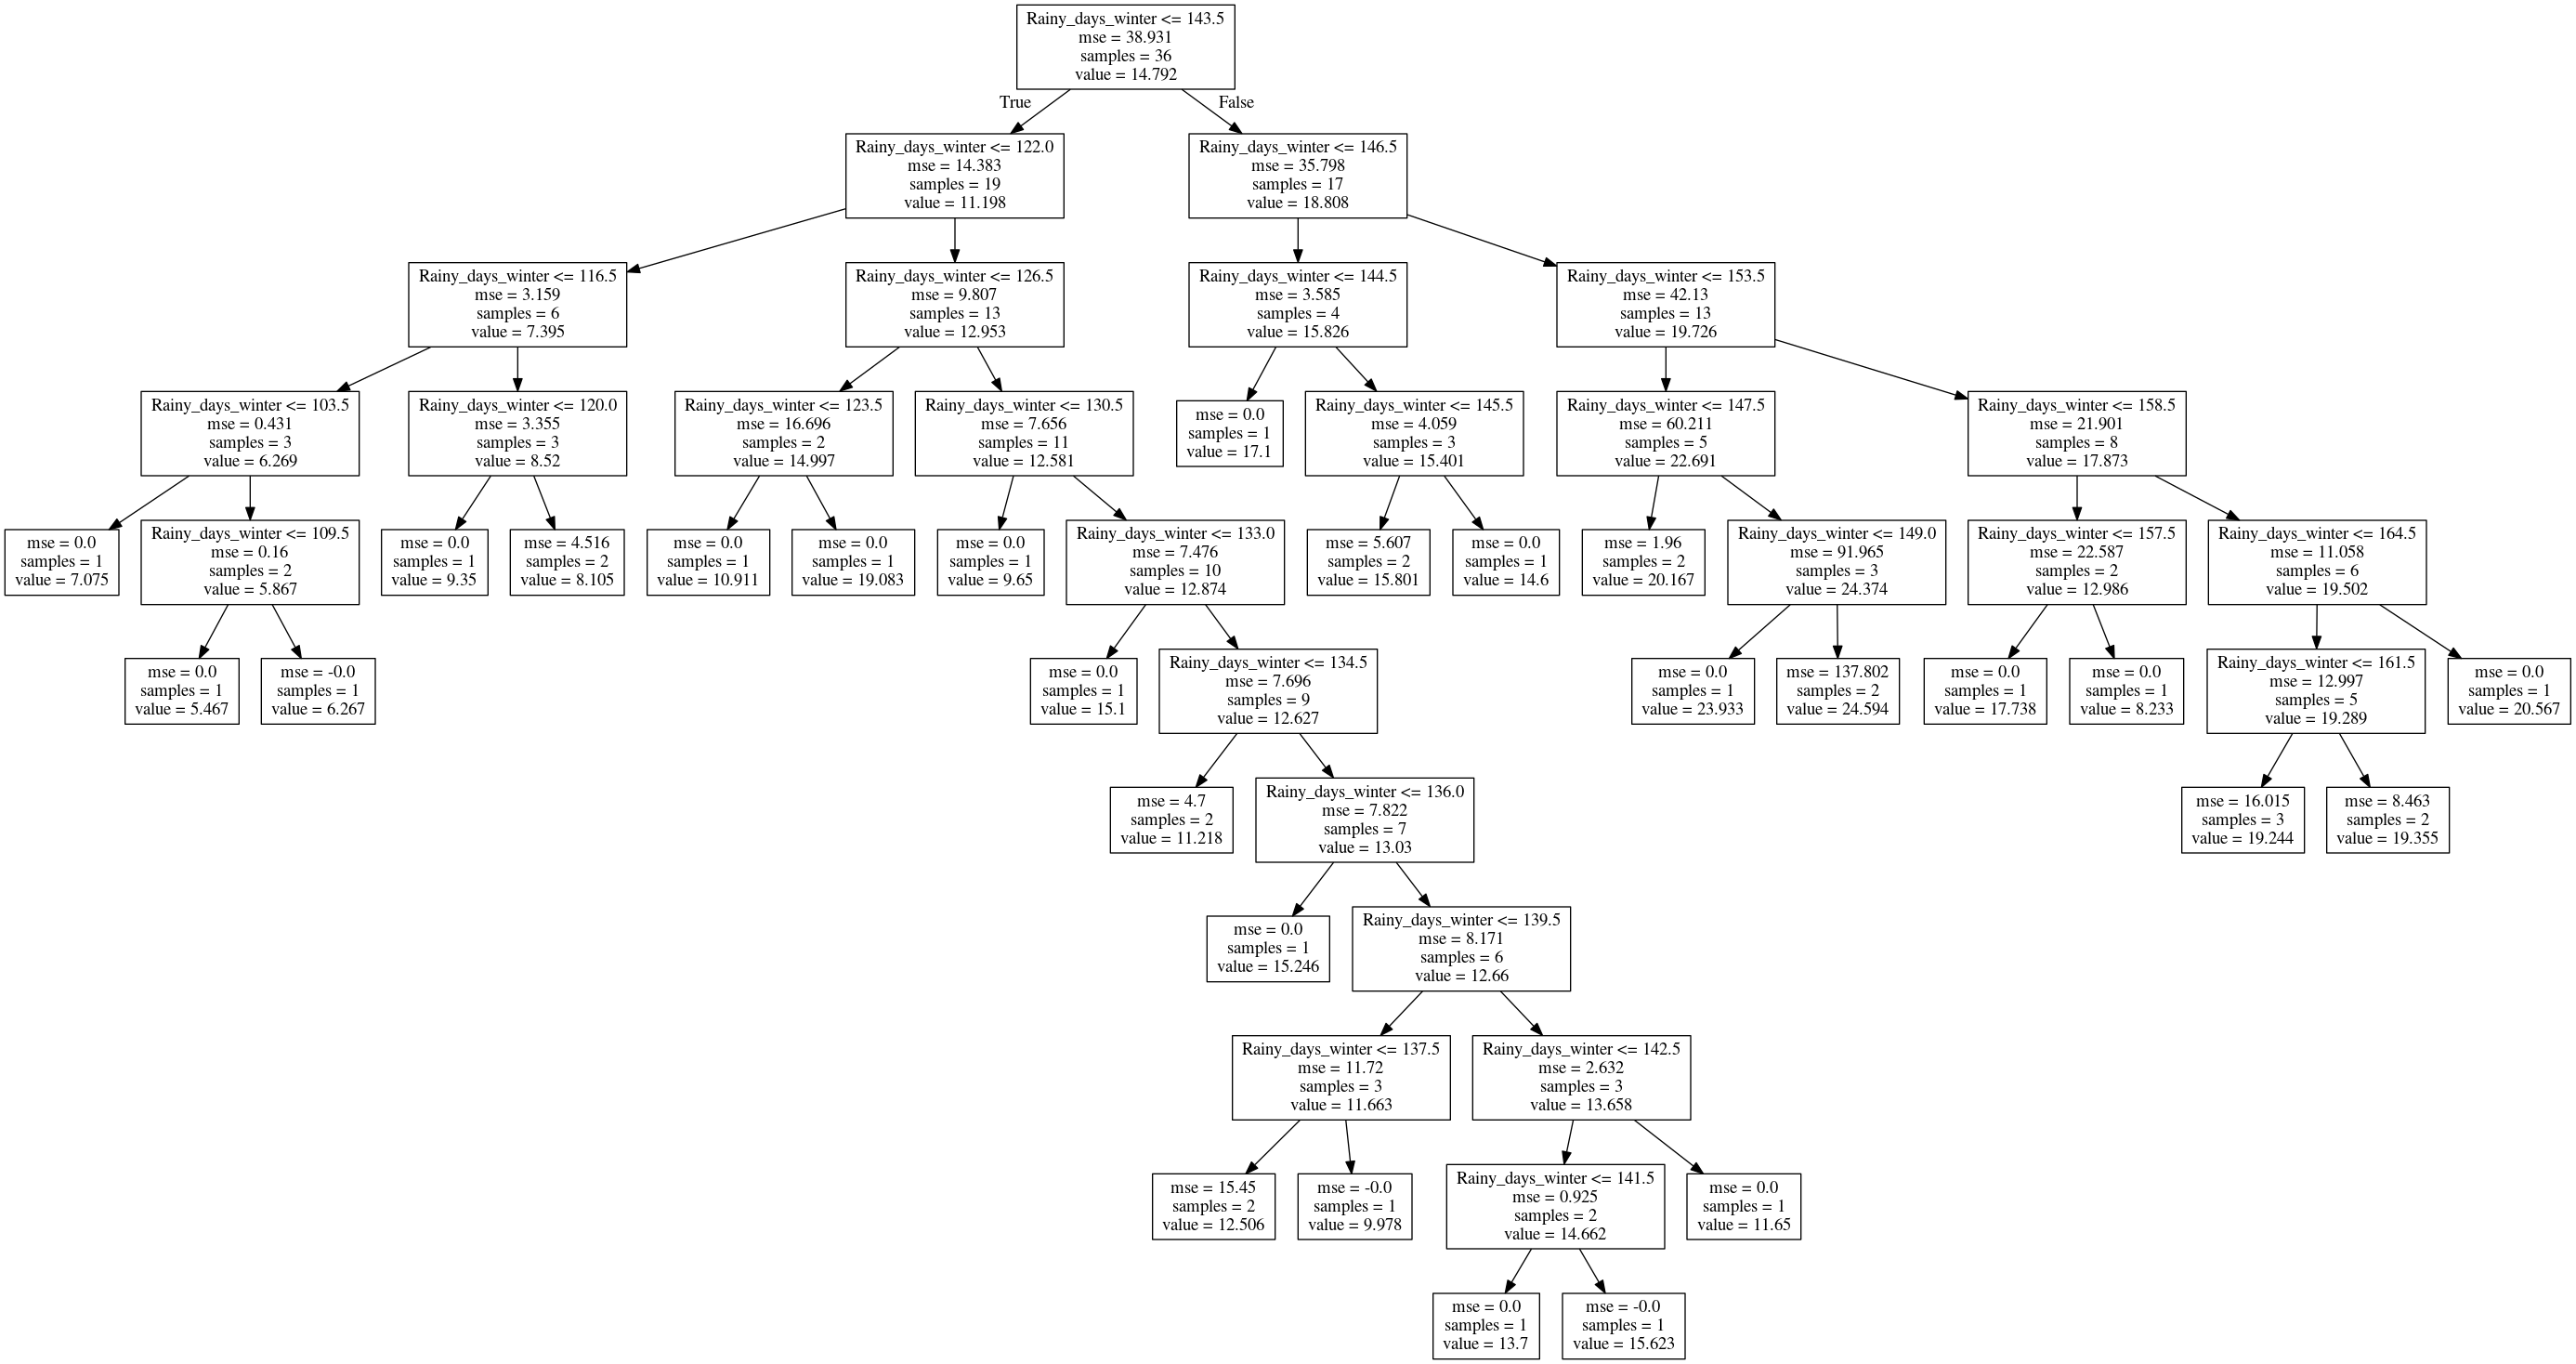 Rainy_days_winter <= 143.5
mse = 38.931
samples = 36
value = 14.792
True
False
Rainy_days_winter <= 122.0
mse = 14.383
samples = 19
value = 11.198
Rainy_days_winter <= 146.5
mse = 35.798
samples = 17
value = 18.808
Rainy_days_winter <= 116.5
mse = 3.159
samples = 6
value = 7.395
Rainy_days_winter <= 126.5
mse = 9.807
samples = 13
value = 12.953
Rainy_days_winter <= 144.5
mse = 3.585
samples = 4
value = 15.826
Rainy_days_winter <= 153.5
mse = 42.13
samples = 13
value = 19.726
Rainy_days_winter <= 103.5
mse = 0.431
samples = 3
value = 6.269
Rainy_days_winter <= 120.0
mse = 3.355
samples = 3
value = 8.52
Rainy_days_winter <= 123.5
mse = 16.696
samples = 2
value = 14.997
Rainy_days_winter <= 130.5
mse = 7.656
samples = 11
value = 12.581
mse = 0.0
samples = 1
value = 17.1
Rainy_days_winter <= 145.5
mse = 4.059
samples = 3
value = 15.401
Rainy_days_winter <= 147.5
mse = 60.211
samples = 5
value = 22.691
Rainy_days_winter <= 158.5
mse = 21.901
samples = 8
value = 17.873
mse = 0.0
samples = 1
value = 7.075
Rainy_days_winter <= 109.5
mse = 0.16
samples = 2
value = 5.867
mse = 0.0
samples = 1
value = 9.35
mse = 4.516
samples = 2
value = 8.105
mse = 0.0
samples = 1
value = 10.911
mse = 0.0
samples = 1
value = 19.083
mse = 0.0
samples = 1
value = 9.65
Rainy_days_winter <= 133.0
mse = 7.476
samples = 10
value = 12.874
mse = 5.607
samples = 2
value = 15.801
mse = 0.0
samples = 1
value = 14.6
mse = 1.96
samples = 2
value = 20.167
Rainy_days_winter <= 149.0
mse = 91.965
samples = 3
value = 24.374
Rainy_days_winter <= 157.5
mse = 22.587
samples = 2
value = 12.986
Rainy_days_winter <= 164.5
mse = 11.058
samples = 6
value = 19.502
mse = 0.0
samples = 1
value = 5.467
mse = -0.0
samples = 1
value = 6.267
mse = 0.0
samples = 1
value = 15.1
Rainy_days_winter <= 134.5
mse = 7.696
samples = 9
value = 12.627
mse = 0.0
samples = 1
value = 23.933
mse = 137.802
samples = 2
value = 24.594
mse = 0.0
samples = 1
value = 17.738
mse = 0.0
samples = 1
value = 8.233
Rainy_days_winter <= 161.5
mse = 12.997
samples = 5
value = 19.289
mse = 0.0
samples = 1
value = 20.567
mse = 4.7
samples = 2
value = 11.218
Rainy_days_winter <= 136.0
mse = 7.822
samples = 7
value = 13.03
mse = 16.015
samples = 3
value = 19.244
mse = 8.463
samples = 2
value = 19.355
mse = 0.0
samples = 1
value = 15.246
Rainy_days_winter <= 139.5
mse = 8.171
samples = 6
value = 12.66
Rainy_days_winter <= 137.5
mse = 11.72
samples = 3
value = 11.663
Rainy_days_winter <= 142.5
mse = 2.632
samples = 3
value = 13.658
mse = 15.45
samples = 2
value = 12.506
mse = -0.0
samples = 1
value = 9.978
Rainy_days_winter <= 141.5
mse = 0.925
samples = 2
value = 14.662
mse = 0.0
samples = 1
value = 11.65
mse = 0.0
samples = 1
value = 13.7
mse = -0.0
samples = 1
value = 15.623